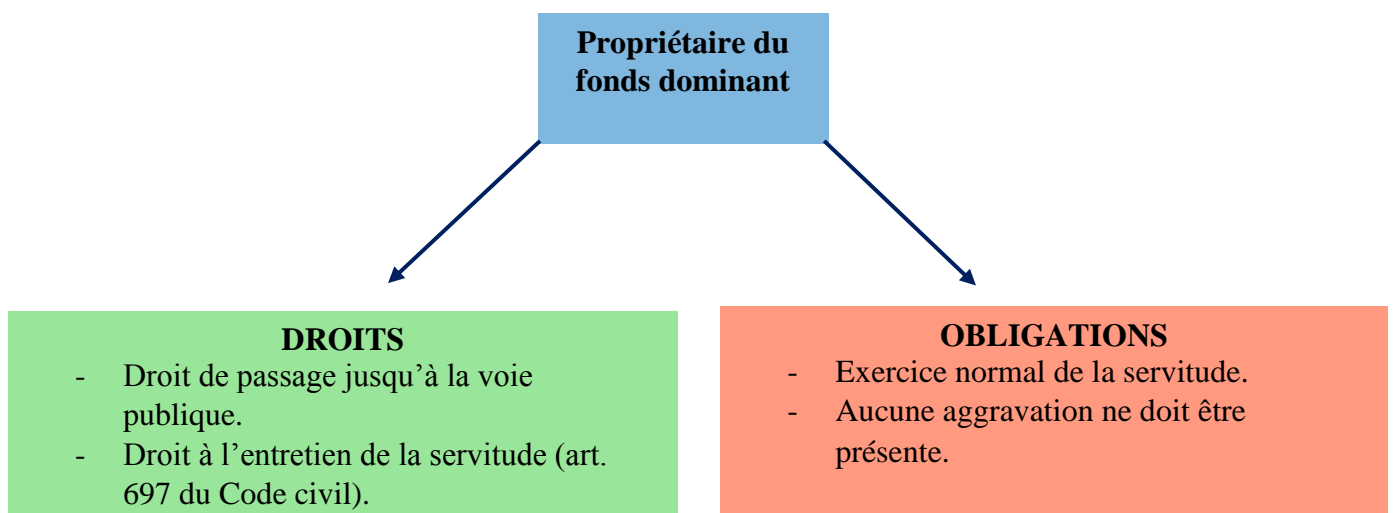 Propriétaire du
fonds dominant
DROITS
- Droit de passage jusqu’à la voie
publique.
- Droit à l’entretien de la servitude (art.
697 du Code civil).
OBLIGATIONS
- Exercice normal de la servitude.
- Aucune aggravation ne doit être
présente.